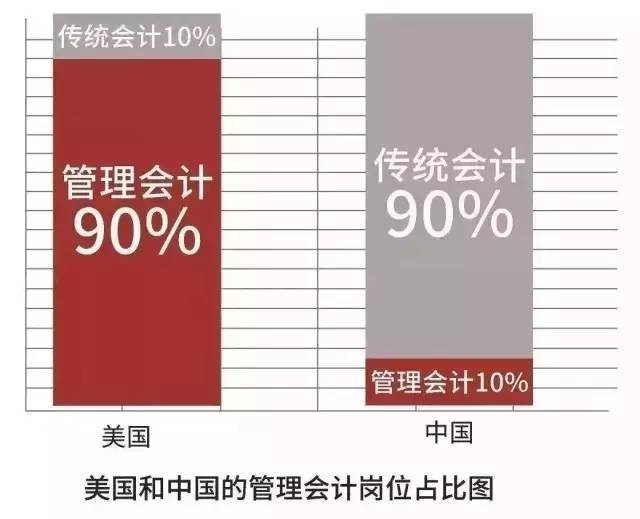 传统会计10%
管理会计
90%
传统会计
90%
管理会计10%
美国
中国
美国和中国的管理会计岗位占比图